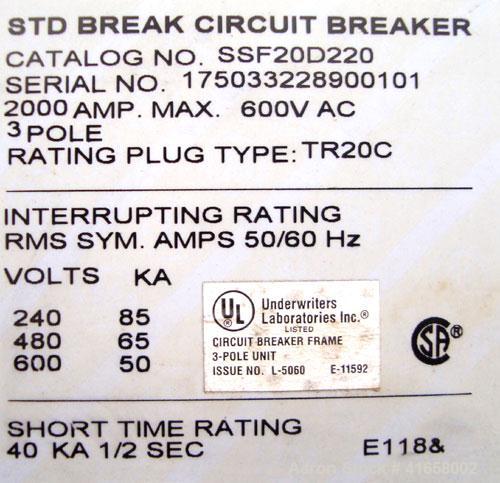 STD BREAK CIRCUIT BREAKER
CATALOG NO. SSF20D220
SERIAL NO. 175033228900101
2000 AMP. MAX. 600V AC
3 POLE
RATING PLUG TYPE: TR20C
INTERRUPTING RATING
RMS SYM. AMPS 50/60 Hz
VOLTS KA
240 85
480 65
600 50
UL
Underwriters
Laboratories Inc.®
LISTED
CIRCUIT BREAKER FRAME
3-POLE UNIT
ISSUE NO. L-5060 E-11592
SA®
SHORT TIME RATING
40 KA 1/2 SEC E118&
Aaron Stock # 41658002